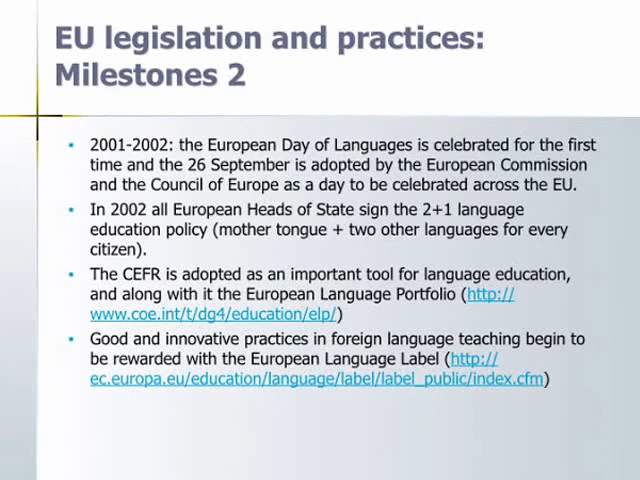 EU legislation and practices:
Milestones 2
• 2001-2002: the European Day of Languages is celebrated for the first
time and the 26 September is adopted by the European Commission
and the Council of Europe as a day to be celebrated across the EU.
• In 2002 all European Heads of State sign the 2+1 language
education policy (mother tongue + two other languages for every
citizen).
• The CEFR is adopted as an important tool for language education,
and along with it the European Language Portfolio (http://
www.coe.int/t/dg4/education/elp/)
• Good and innovative practices in foreign language teaching begin to
be rewarded with the European Language Label (http://
ec.europa.eu/education/language/label/label_public/index.cfm)